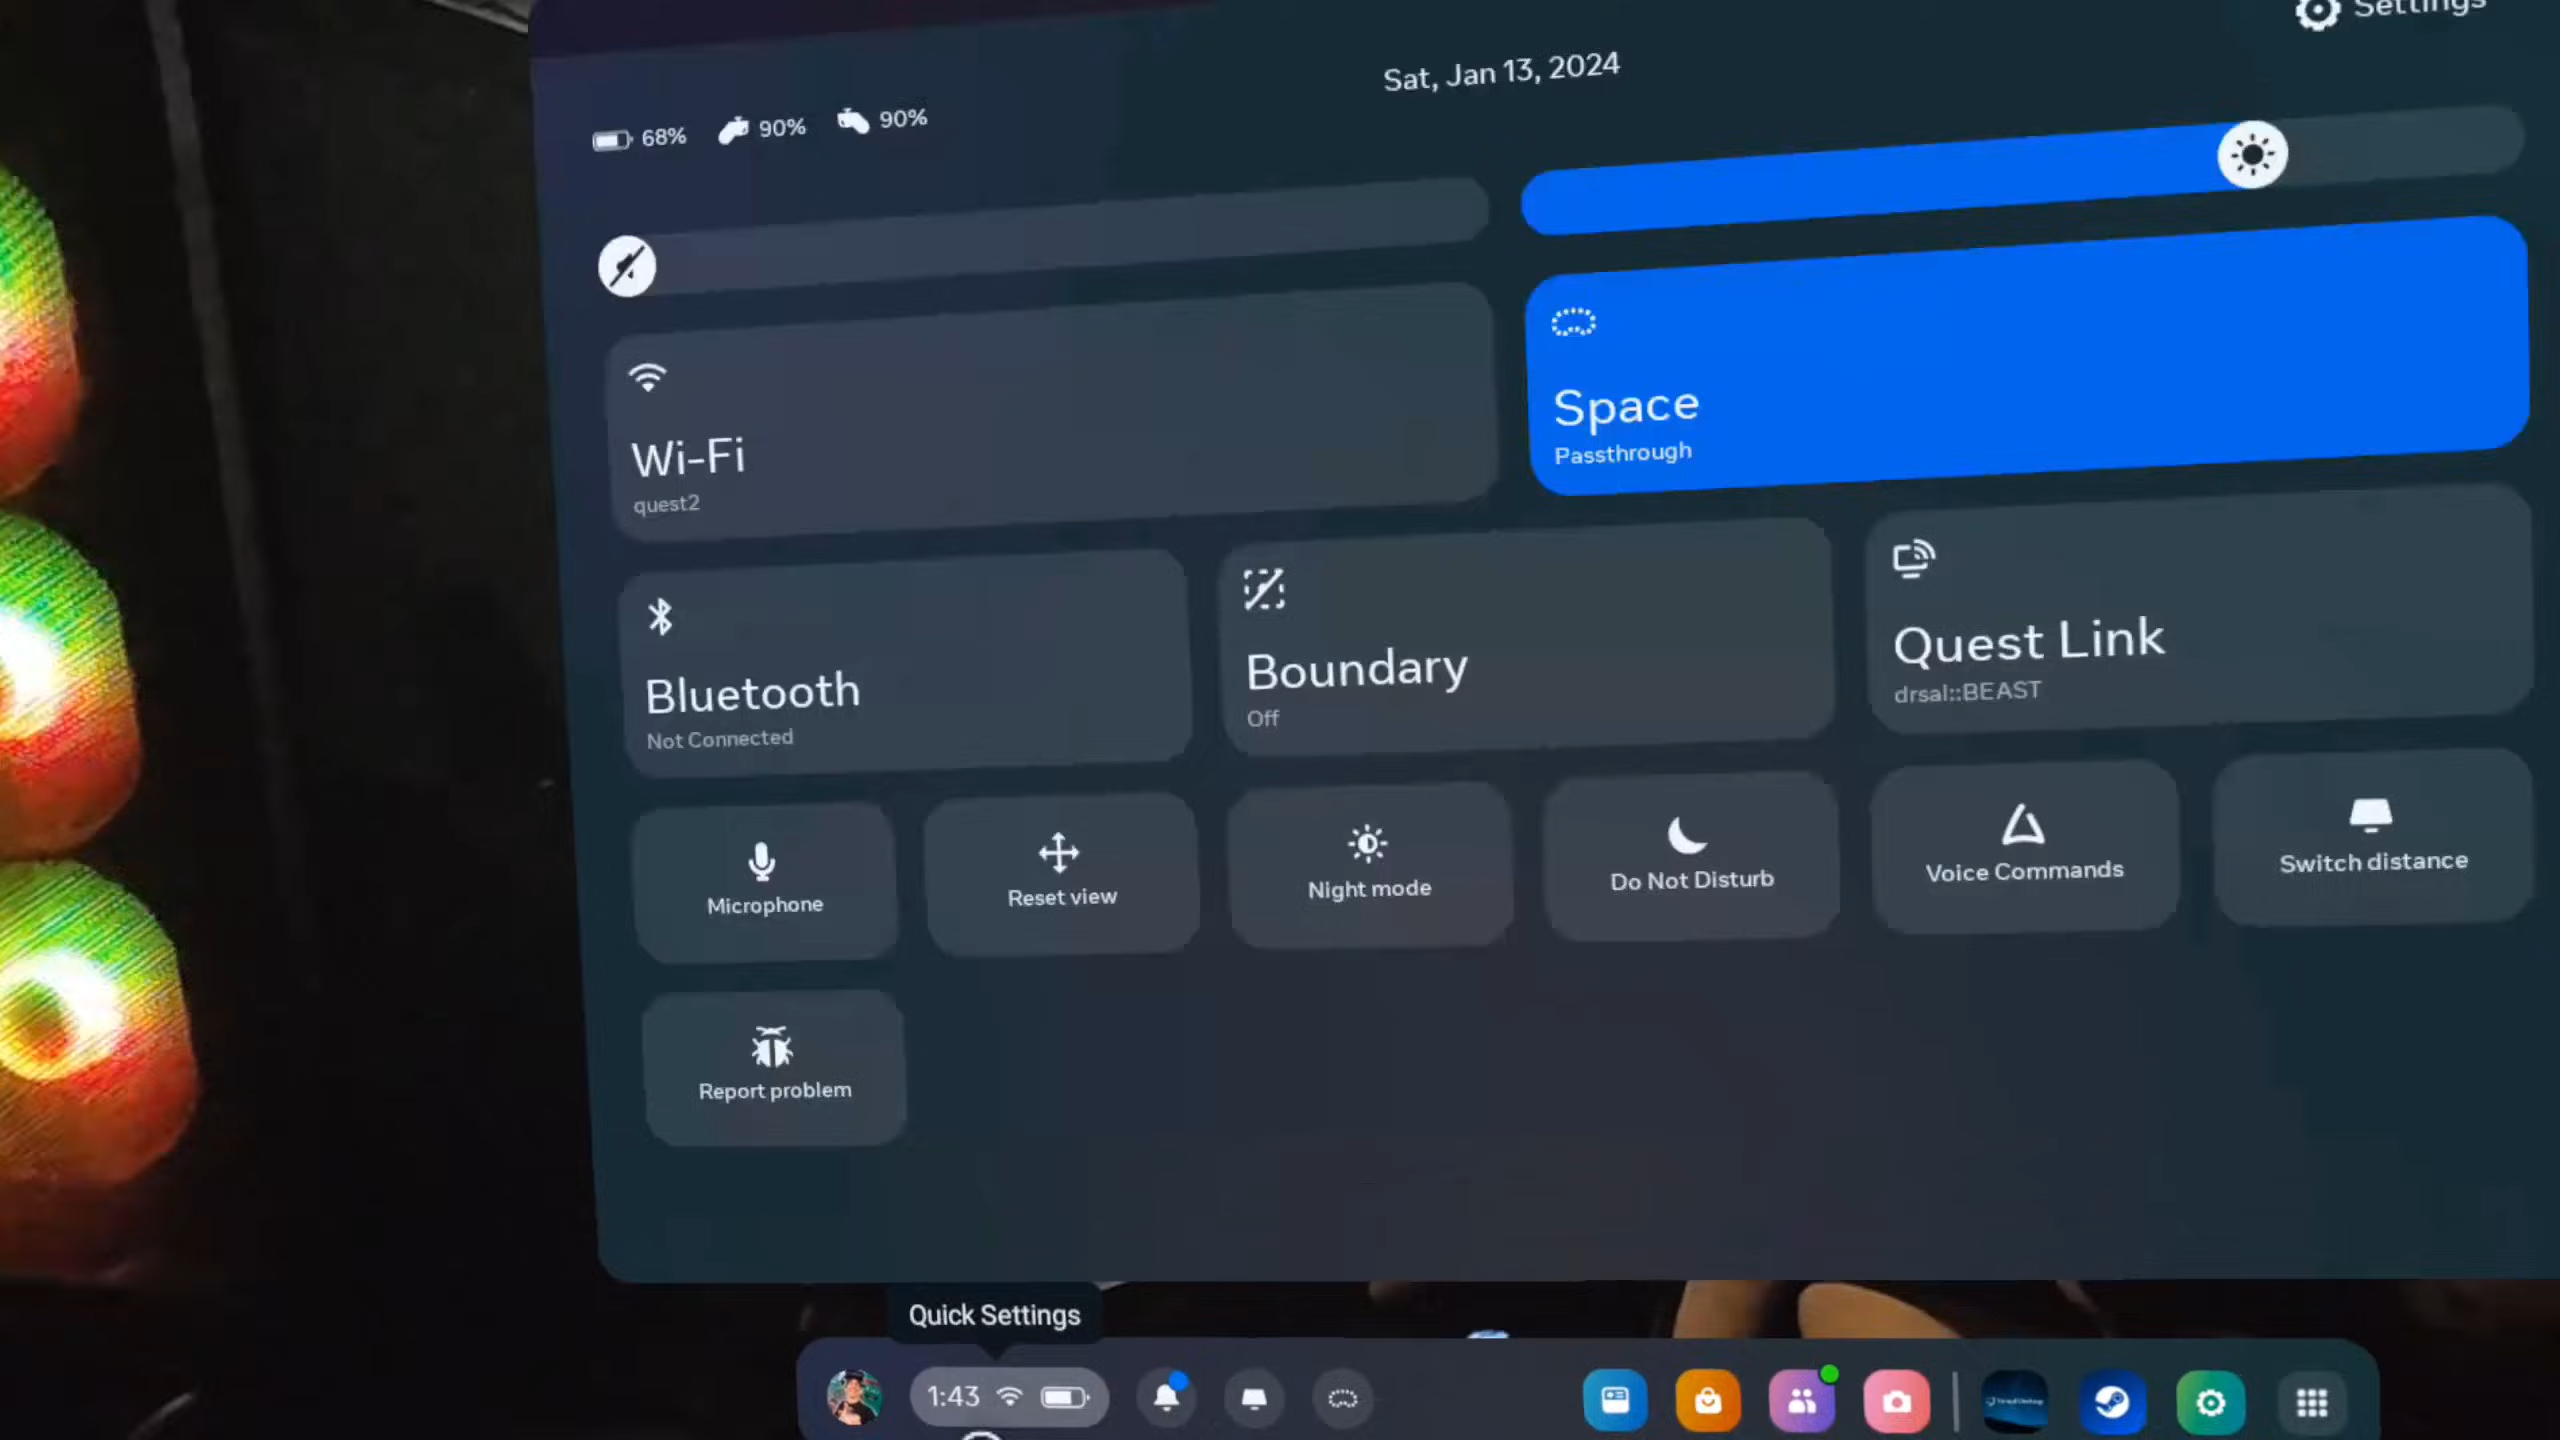 Settings
Sat, Jan 13, 2024
68% 90% 90%
Wi-Fi
quest2
Space
Passthrough
Bluetooth
Not Connected
Boundary
Off
Quest Link
drsal::BEAST
Microphone
Reset view
Night mode
Do Not Disturb
Voice Commands
Switch distance
Report problem
Quick Settings
1:43